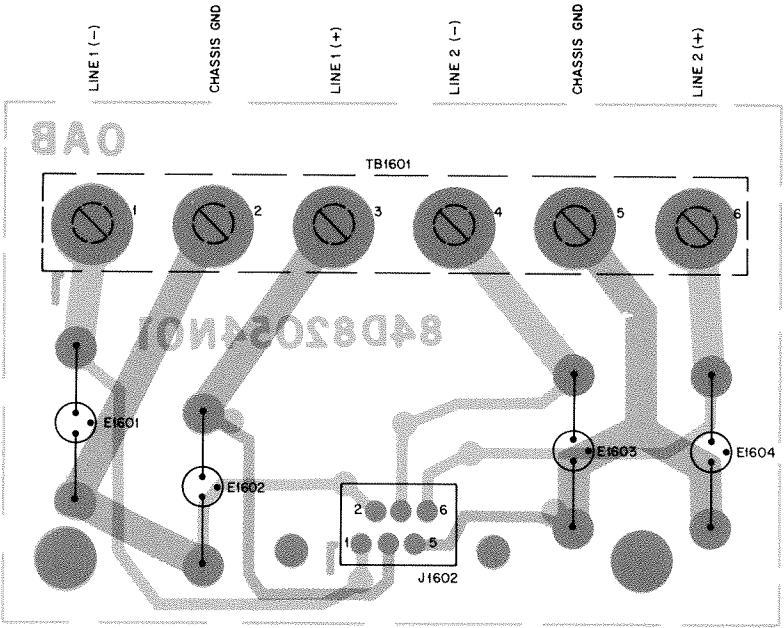 LINE 1 (−)
CHASSIS GND
LINE 1 (+)
LINE 2 (−)
CHASSIS GND
LINE 2 (+)
OAB
TB1601
1
2
3
4
5
6
84D82054N01
E1601
E1602
E1603
E1604
2
6
1
5
J1602